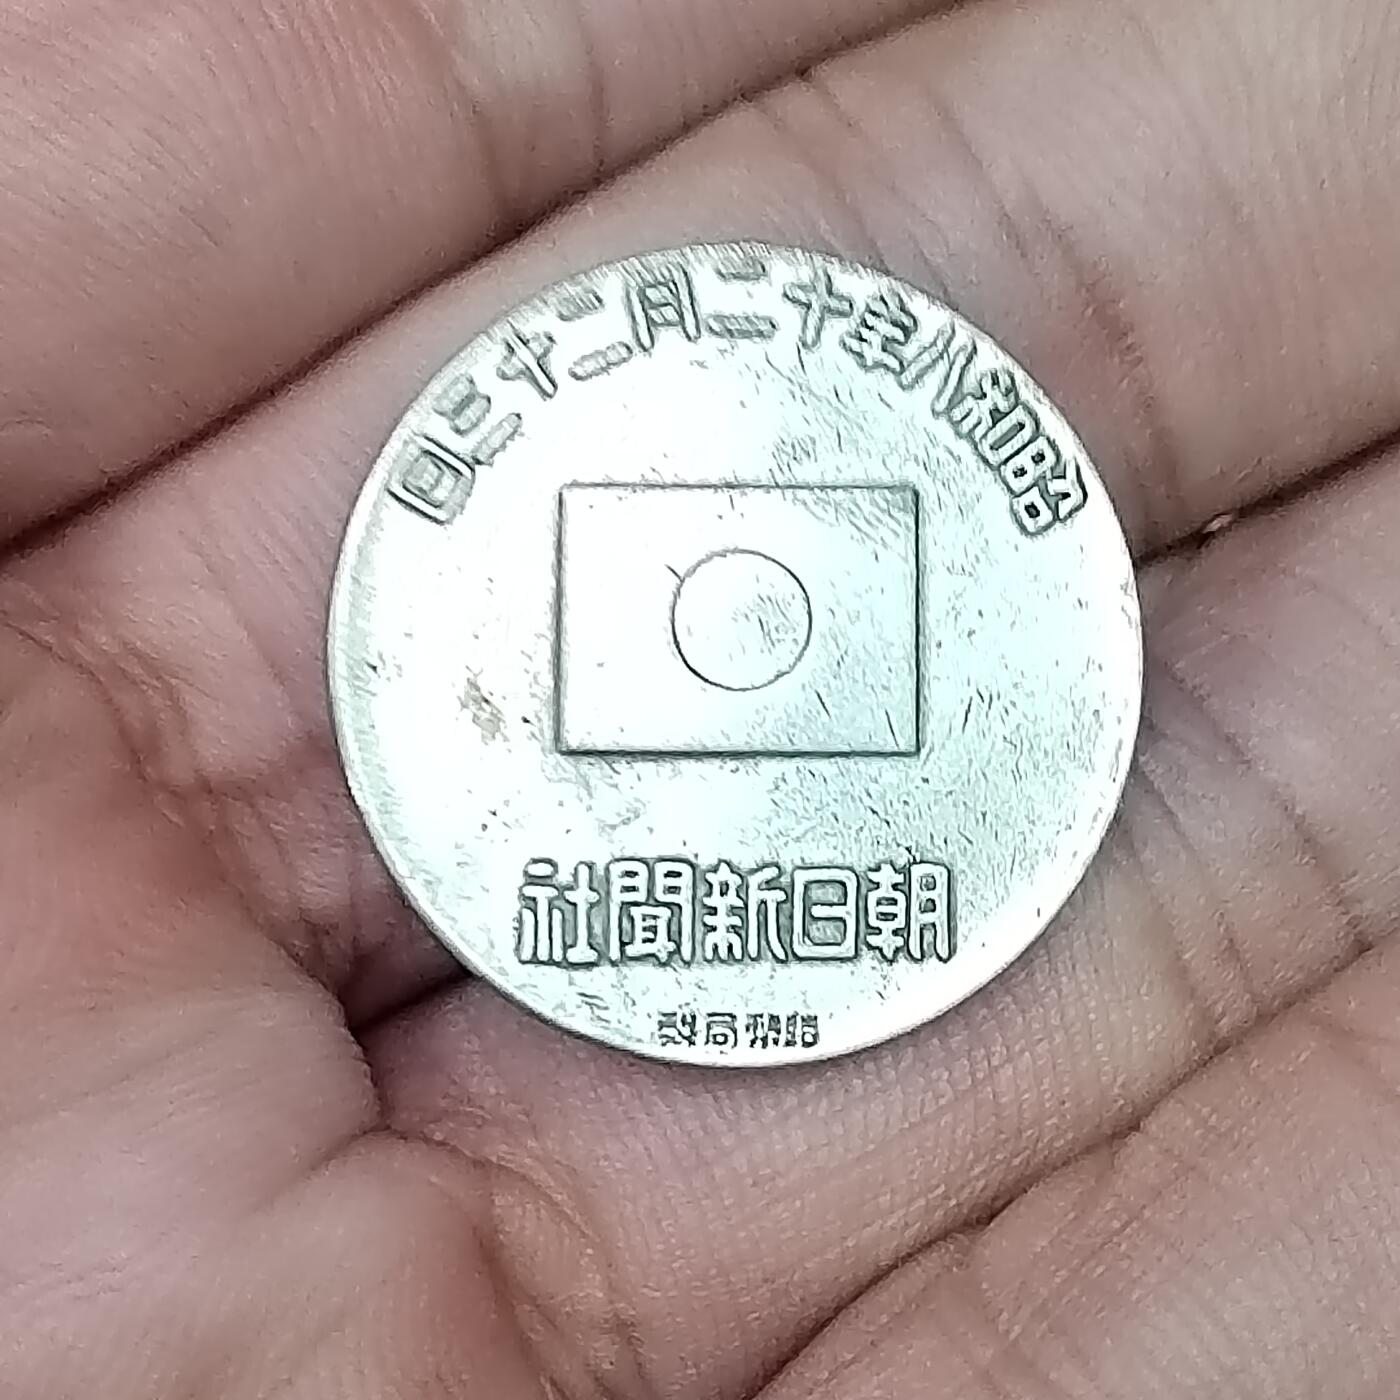 昭和八年十二月二十三日
朝日新聞社
造幣局製